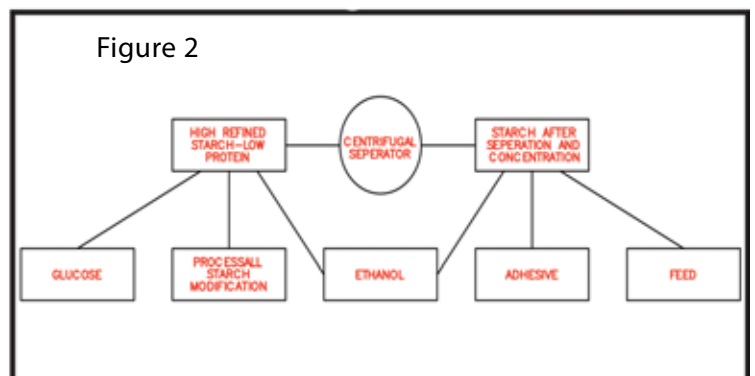 Figure 2
HIGH REFINED
STARCH-LOW
PROTEIN
CENTRIFUGAL
SEPERATOR
STARCH AFTER
SEPERATION AND
CONCENTRATION
GLUCOSE
PROCESSALL
STARCH
MODIFICATION
ETHANOL
ADHESIVE
FEED